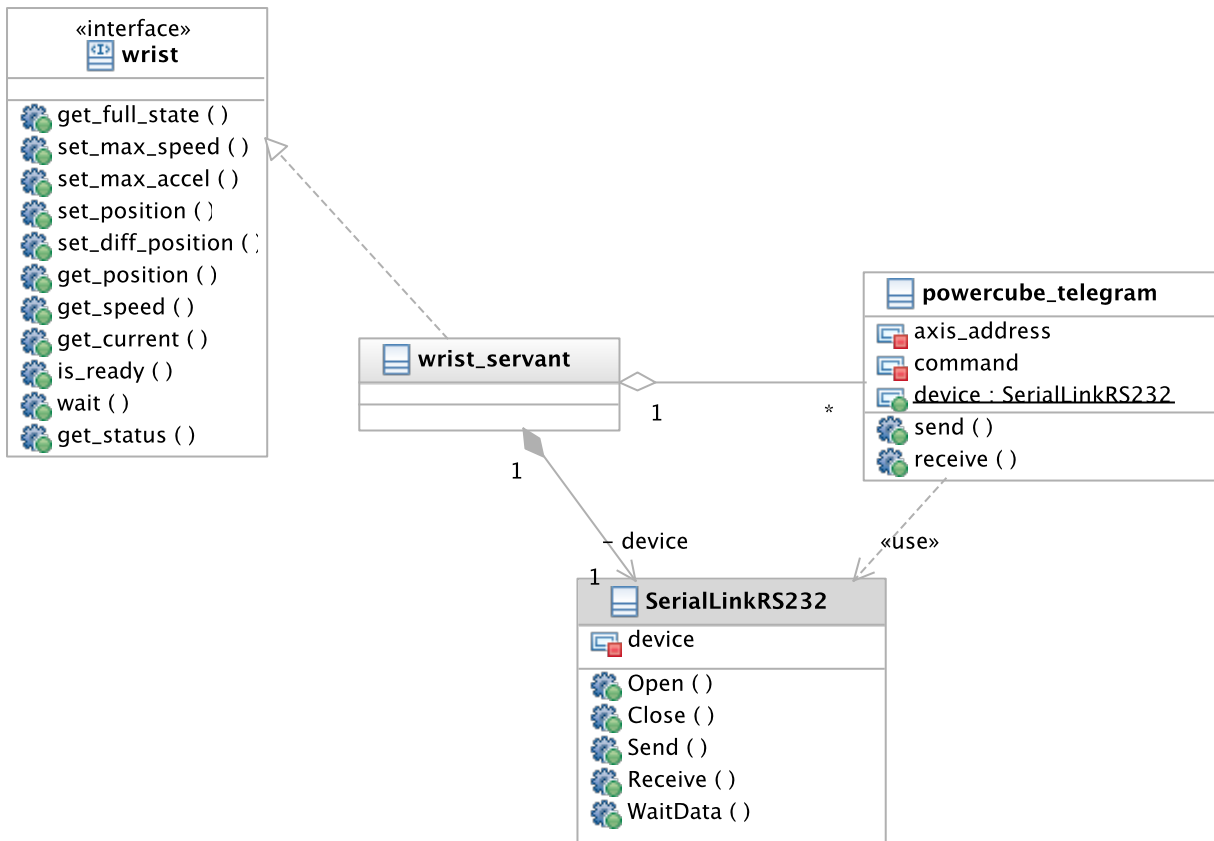 «interface»
wrist
get_full_state ( )
set_max_speed ( )
set_max_accel ( )
set_position ( )
set_diff_position ( )
get_position ( )
get_speed ( )
get_current ( )
is_ready ( )
wait ( )
get_status ( )
wrist_servant
1
*
powercube_telegram
axis_address
command
device : SerialLinkRS232
send ( )
receive ( )
1
– device
1
«use»
SerialLinkRS232
device
Open ( )
Close ( )
Send ( )
Receive ( )
WaitData ( )